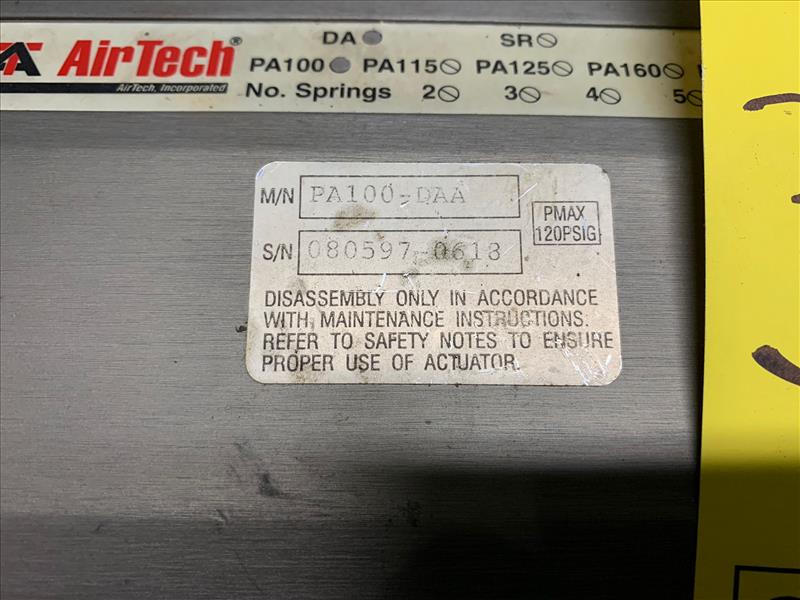 DA SR
AirTech®
PA100 PA115 PA125 PA160
AirTech, Incorporated
No. Springs 2 3 4 5
M/N PA100-DAA
PMAX
120PSIG
S/N 080597-0618
DISASSEMBLY ONLY IN ACCORDANCE
WITH MAINTENANCE INSTRUCTIONS.
REFER TO SAFETY NOTES TO ENSURE
PROPER USE OF ACTUATOR.